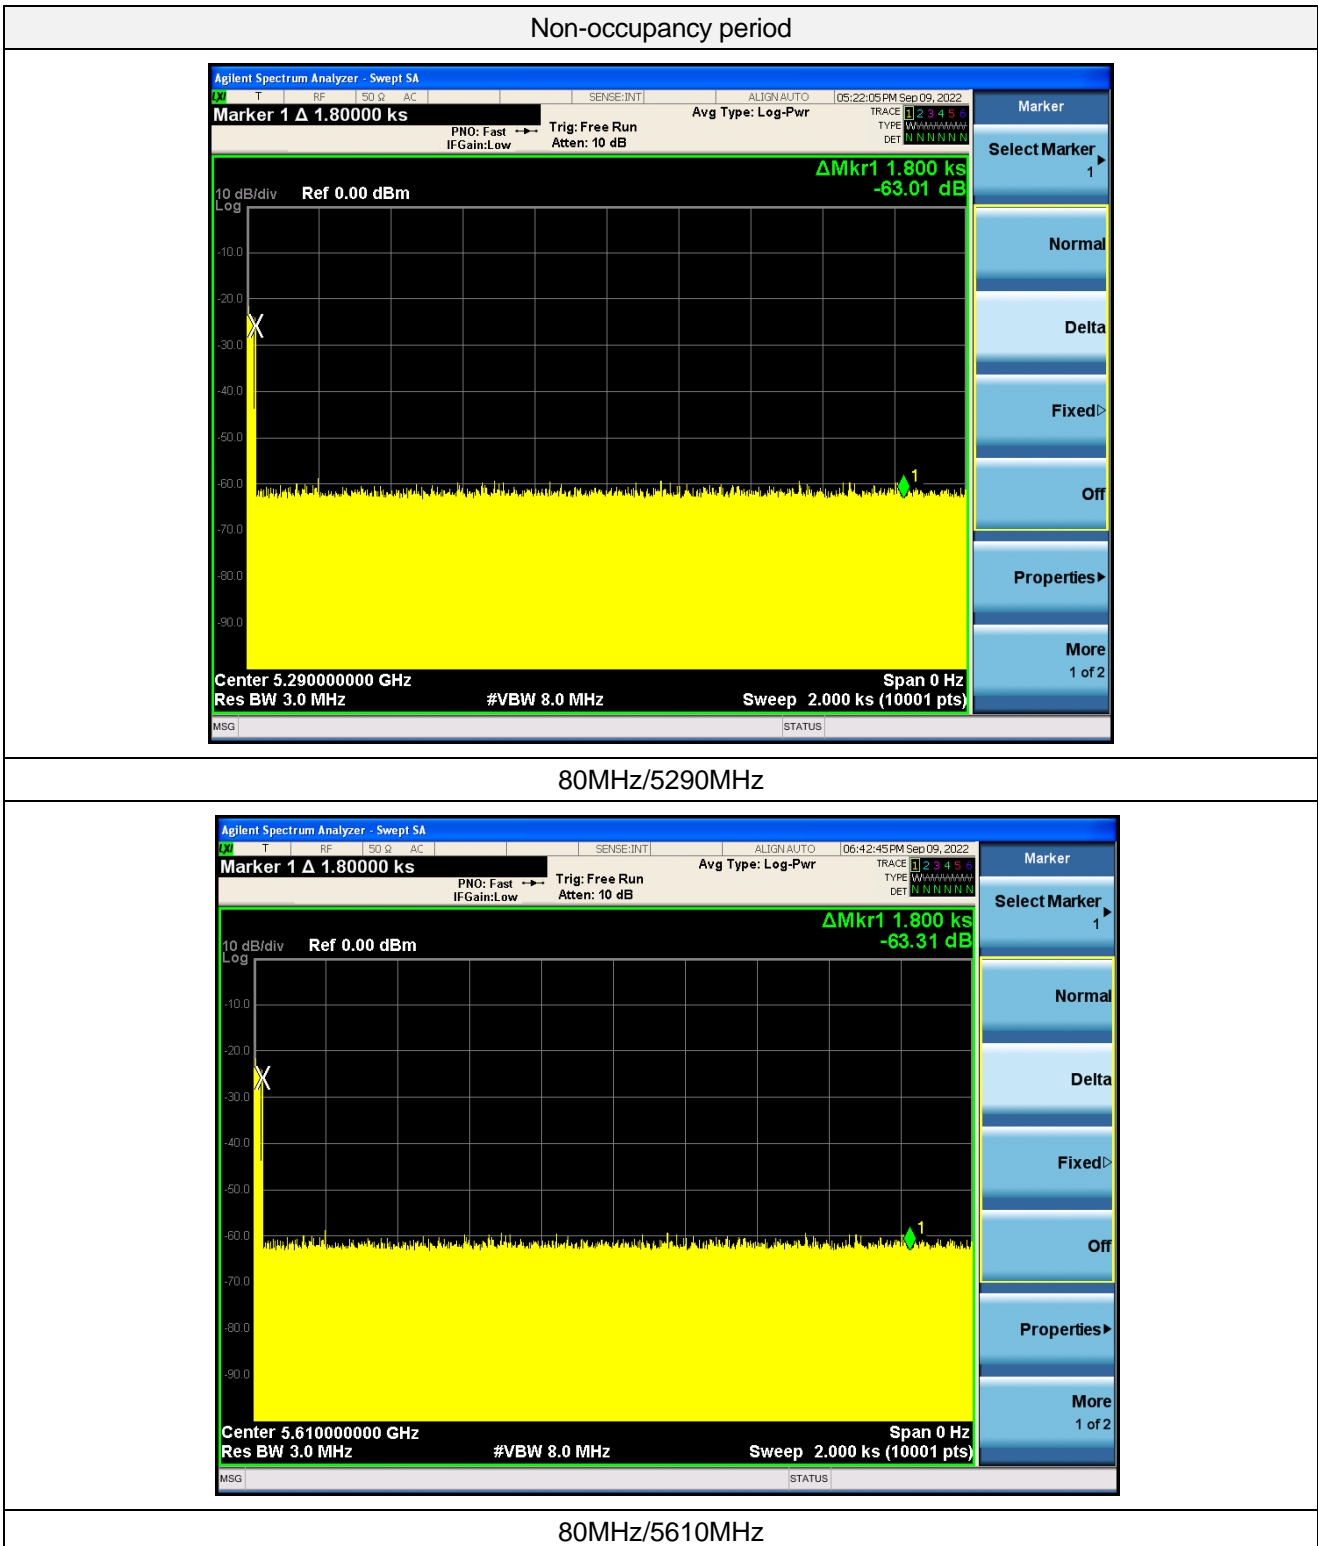 Non-occupancy period
Agilent Spectrum Analyzer - Swept SA
LXI T RF 50 Ω AC SENSE:INT ALIGN AUTO 05:22:05 PM Sep 09, 2022
Marker 1 Δ 1.80000 ks
PNO: Fast
IFGain:Low
Trig: Free Run
Atten: 10 dB
Avg Type: Log-Pwr
TRACE 1 2 3 4 5 6
TYPE WWWWWW
DET N N N N N N
ΔMkr1 1.800 ks
-63.01 dB
10 dB/div Ref 0.00 dBm
Log
-10.0
-20.0
-30.0
-40.0
-50.0
-60.0
-70.0
-80.0
-90.0
X
1
Center 5.290000000 GHz Span 0 Hz
Res BW 3.0 MHz #VBW 8.0 MHz Sweep 2.000 ks (10001 pts)
MSG STATUS
Marker
Select Marker
1
Normal
Delta
Fixed
Off
Properties
More
1 of 2
80MHz/5290MHz
Agilent Spectrum Analyzer - Swept SA
LXI T RF 50 Ω AC SENSE:INT ALIGN AUTO 06:42:45 PM Sep 09, 2022
Marker 1 Δ 1.80000 ks
PNO: Fast
IFGain:Low
Trig: Free Run
Atten: 10 dB
Avg Type: Log-Pwr
TRACE 1 2 3 4 5 6
TYPE WWWWWW
DET N N N N N N
ΔMkr1 1.800 ks
-63.31 dB
10 dB/div Ref 0.00 dBm
Log
-10.0
-20.0
-30.0
-40.0
-50.0
-60.0
-70.0
-80.0
-90.0
X
1
Center 5.610000000 GHz Span 0 Hz
Res BW 3.0 MHz #VBW 8.0 MHz Sweep 2.000 ks (10001 pts)
MSG STATUS
Marker
Select Marker
1
Normal
Delta
Fixed
Off
Properties
More
1 of 2
80MHz/5610MHz